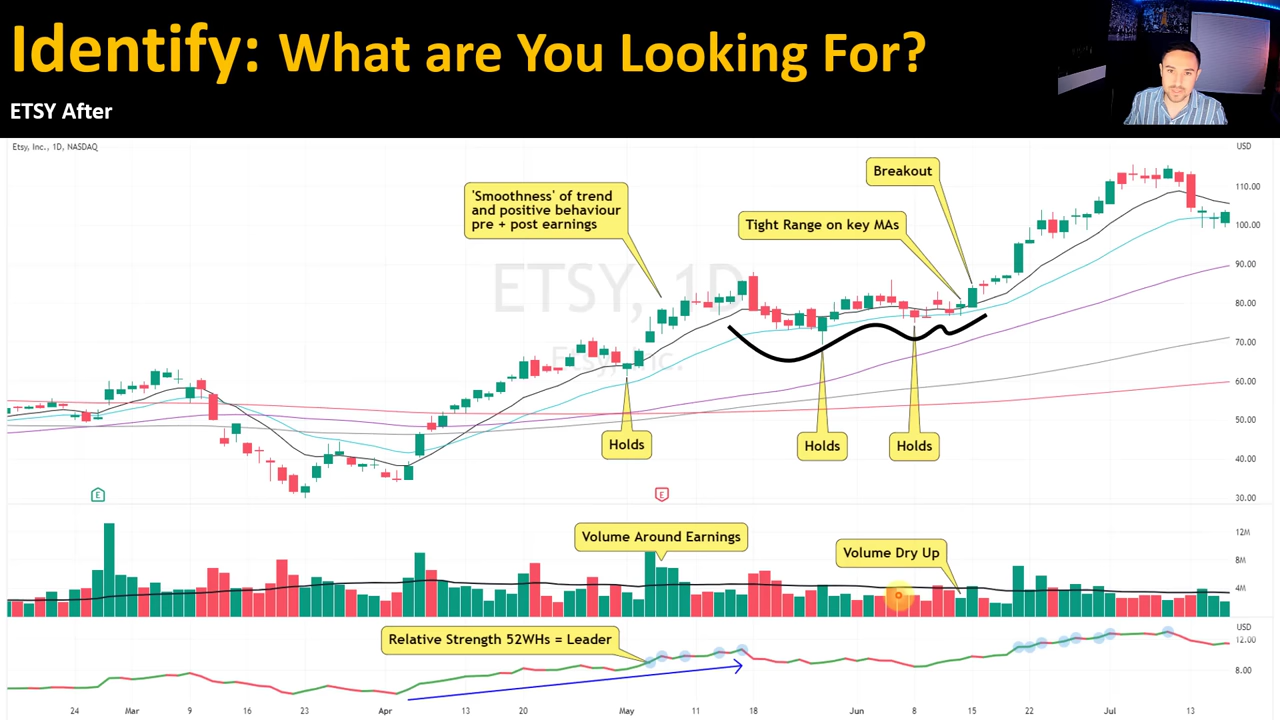 Identify: What are You Looking For?
ETSY After
Etsy, Inc., 1D, NASDAQ
USD
'Smoothness' of trend
and positive behaviour
pre + post earnings
Breakout
Tight Range on key MAs
110.00
100.00
90.00
80.00
70.00
60.00
50.00
40.00
30.00
ETSY, 1D
Etsy, Inc.
Holds
Holds
Holds
E
E
Volume Around Earnings
Volume Dry Up
12M
8M
4M
Relative Strength 52WHs = Leader
USD
12.00
8.00
24
Mar
9
16
23
Apr
13
20
May
11
18
Jun
8
15
22
Jul
13